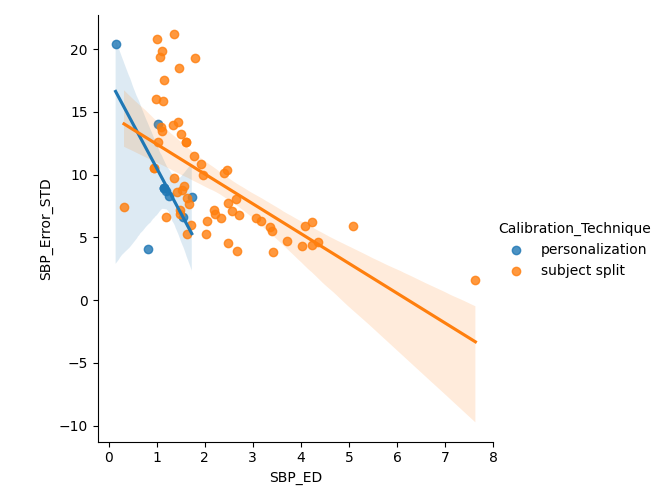 20
15
10
5
0
−5
−10
SBP_Error_STD
0 1 2 3 4 5 6 7 8
SBP_ED
Calibration_Technique
personalization
subject split